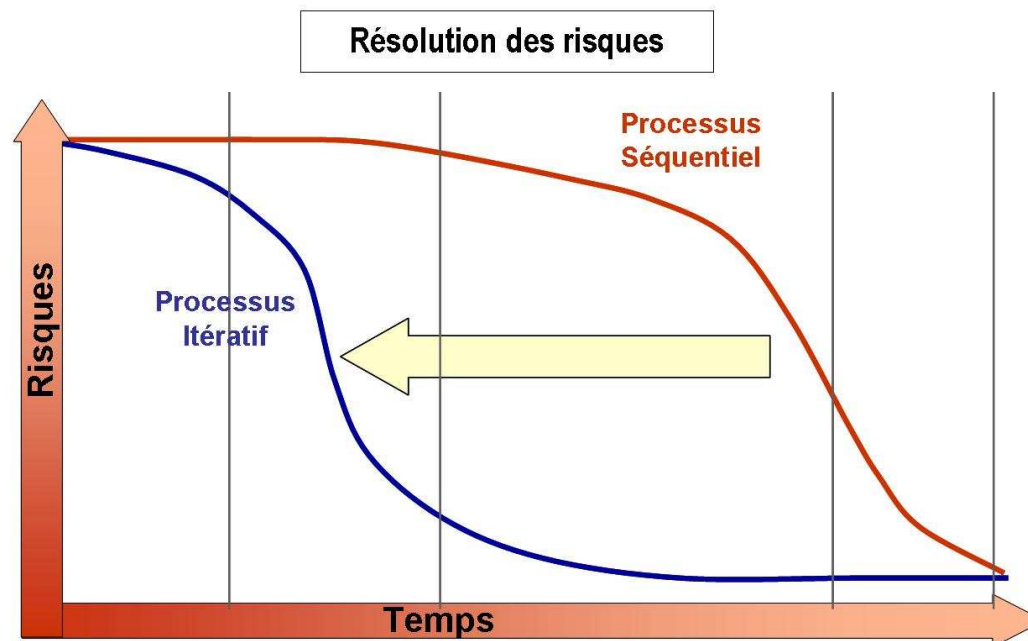 Résolution des risques
Processus
Séquentiel
Processus
Itératif
Risques
Temps